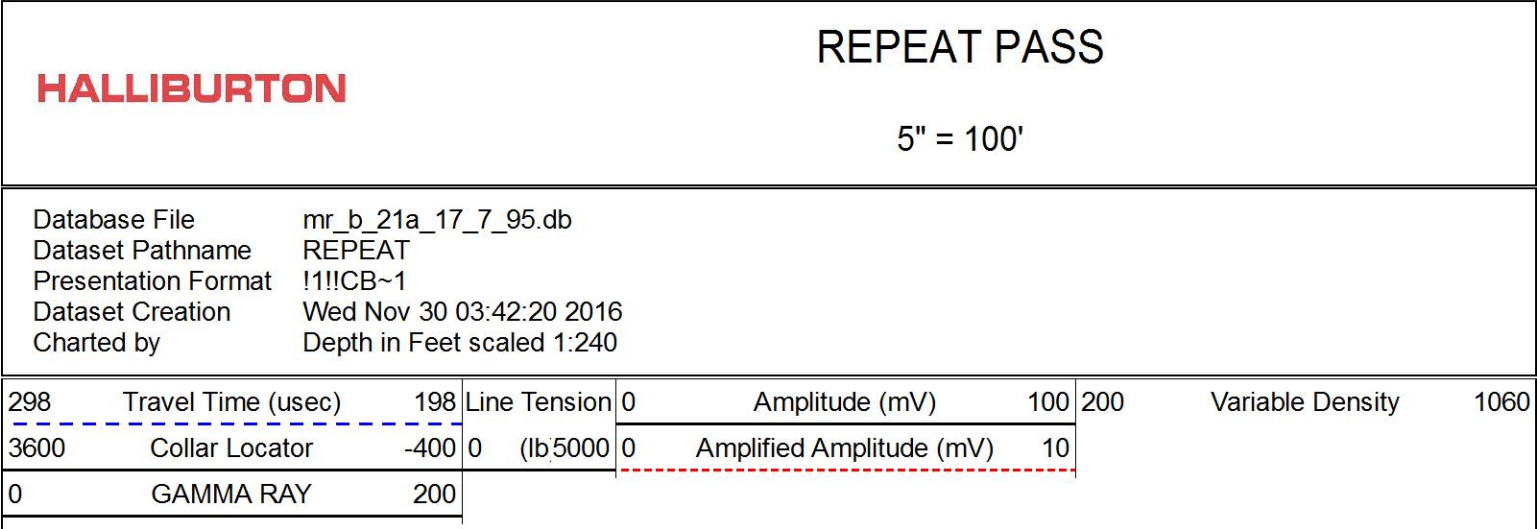 REPEAT PASS
HALLIBURTON
5" = 100'
Database File mr_b_21a_17_7_95.db
Dataset Pathname REPEAT
Presentation Format !1!!CB~1
Dataset Creation Wed Nov 30 03:42:20 2016
Charted by Depth in Feet scaled 1:240
298 Travel Time (usec) 198 Line Tension 0 Amplitude (mV) 100 200 Variable Density 1060
3600 Collar Locator -400 0 (lb 5000 0 Amplified Amplitude (mV) 10
0 GAMMA RAY 200